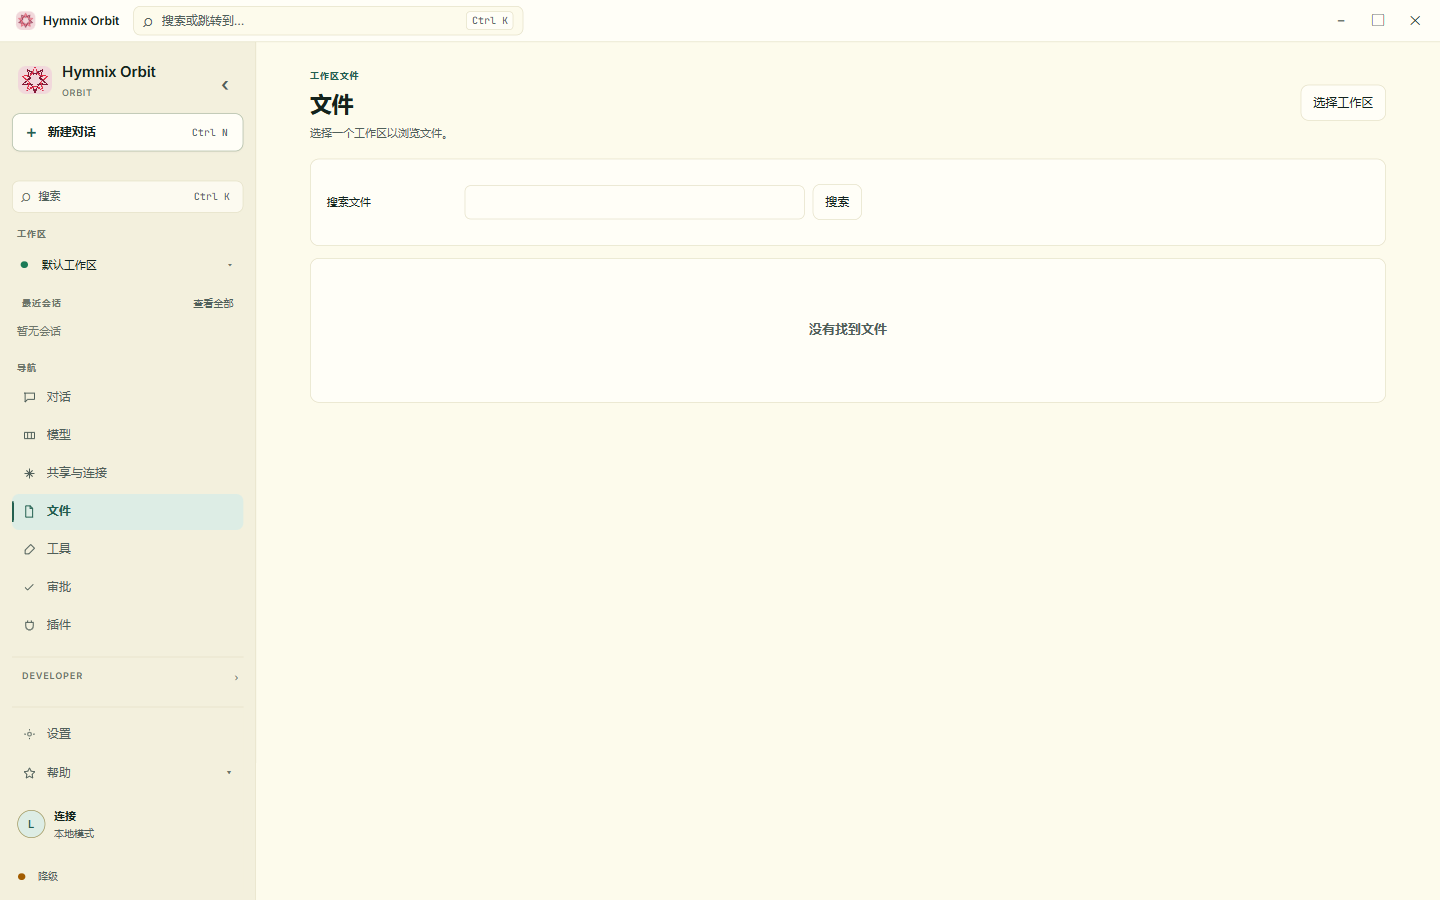 Hymnix Orbit
搜索或跳转到...
Ctrl K
Hymnix Orbit
ORBIT
+ 新建对话
Ctrl N
搜索
Ctrl K
工作区
默认工作区
最近会话
查看全部
暂无会话
导航
对话
模型
共享与连接
文件
工具
审批
插件
DEVELOPER
设置
帮助
L
连接
本地模式
降级
工作区文件
文件
选择一个工作区以浏览文件。
选择工作区
搜索文件
搜索
没有找到文件